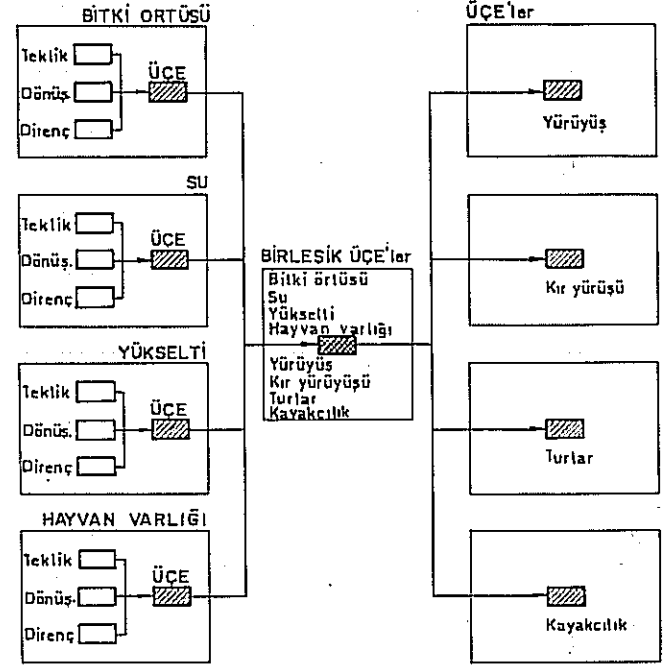 BİTKİ ORTÜSÜ
Teklik
Dönüş.
Direnç
ÜÇE
SU
Teklik
Dönüş.
Direnç
ÜÇE
YÜKSELTİ
Teklik
Dönüş.
Direnç
ÜÇE
HAYVAN VARLIĞI
Teklik
Dönüş.
Direnç
ÜÇE
BİRLEŞİK ÜÇE'ler
Bitki örtüsü
Su
Yükselti
Hayvan varlığı
Yürüyüş
Kır yürüyüşü
Turlar
Kayakcılık
ÜÇE'ler
Yürüyüş
Kır yürüşü
Turlar
Kayakcılık